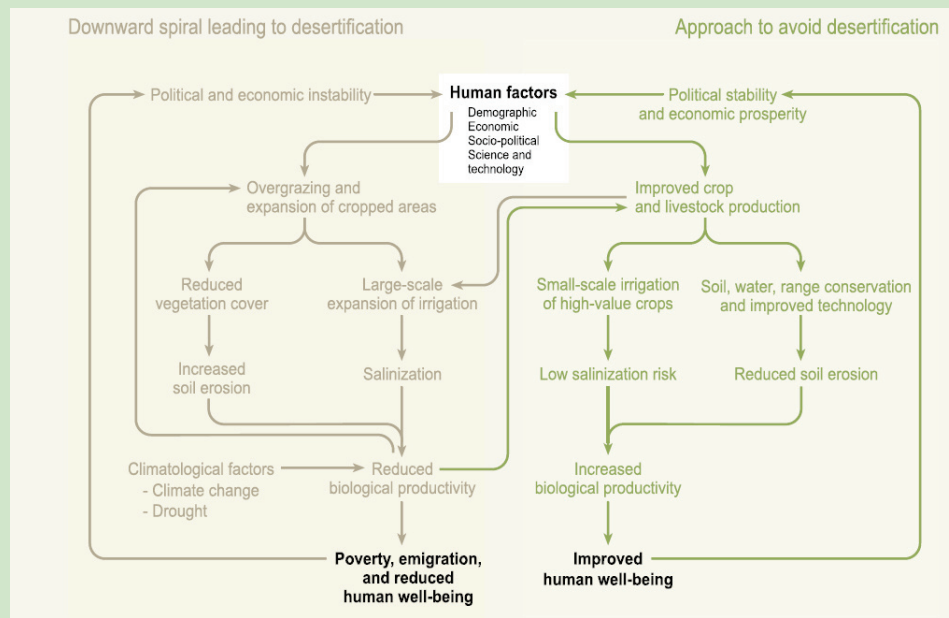 Downward spiral leading to desertification
Approach to avoid desertification
Political and economic instability
Human factors
Demographic
Economic
Socio-political
Science and
technology
Political stability
and economic prosperity
Overgrazing and
expansion of cropped areas
Improved crop
and livestock production
Reduced
vegetation cover
Large-scale
expansion of irrigation
Small-scale irrigation
of high-value crops
Soil, water, range conservation
and improved technology
Increased
soil erosion
Salinization
Low salinization risk
Reduced soil erosion
Climatological factors
- Climate change
- Drought
Reduced
biological productivity
Increased
biological productivity
Poverty, emigration,
and reduced
human well-being
Improved
human well-being